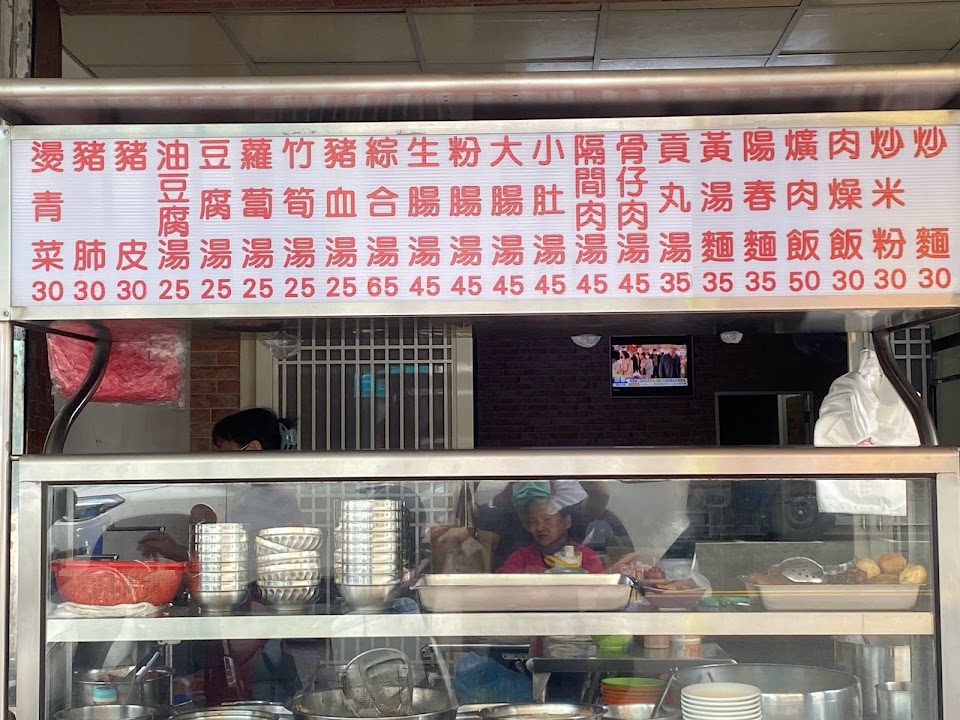 炒麵 30
炒米粉 30
肉燥飯 30
爌肉飯 50
陽春麵 35
黃湯麵 35
貢丸湯 35
骨仔肉湯 45
隔間肉湯 45
小肚湯 45
大腸湯 45
粉腸湯 45
生腸湯 45
綜合湯 65
豬血湯 25
竹筍湯 25
蘿蔔湯 25
豆腐湯 25
油豆腐湯 25
豬皮 30
豬肺 30
燙青菜 30